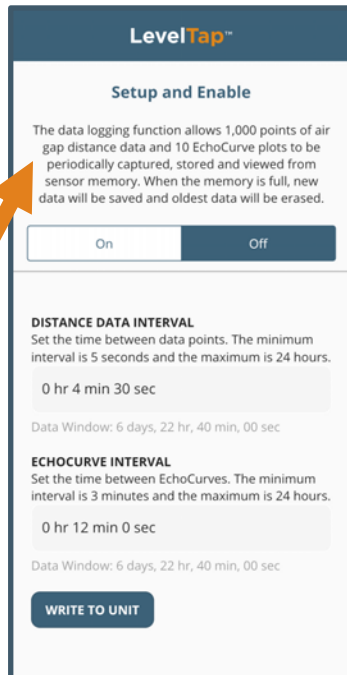 LevelTap™
Setup and Enable
The data logging function allows 1,000 points of air
gap distance data and 10 EchoCurve plots to be
periodically captured, stored and viewed from
sensor memory. When the memory is full, new
data will be saved and oldest data will be erased.
On Off
DISTANCE DATA INTERVAL
Set the time between data points. The minimum
interval is 5 seconds and the maximum is 24 hours.
0 hr 4 min 30 sec
Data Window: 6 days, 22 hr, 40 min, 00 sec
ECHOCURVE INTERVAL
Set the time between EchoCurves. The minimum
interval is 3 minutes and the maximum is 24 hours.
0 hr 12 min 0 sec
Data Window: 6 days, 22 hr, 40 min, 00 sec
WRITE TO UNIT